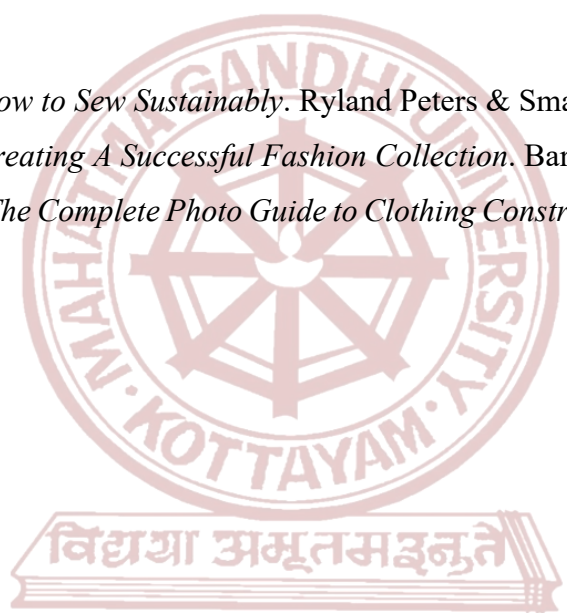 ow to Sew Sustainably. Ryland Peters & Sma
reating A Successful Fashion Collection. Bar
The Complete Photo Guide to Clothing Constr
MAHATMA GANDHI UNIVERSITY
• KOTTAYAM •
विद्यया अमृतमश्नुते